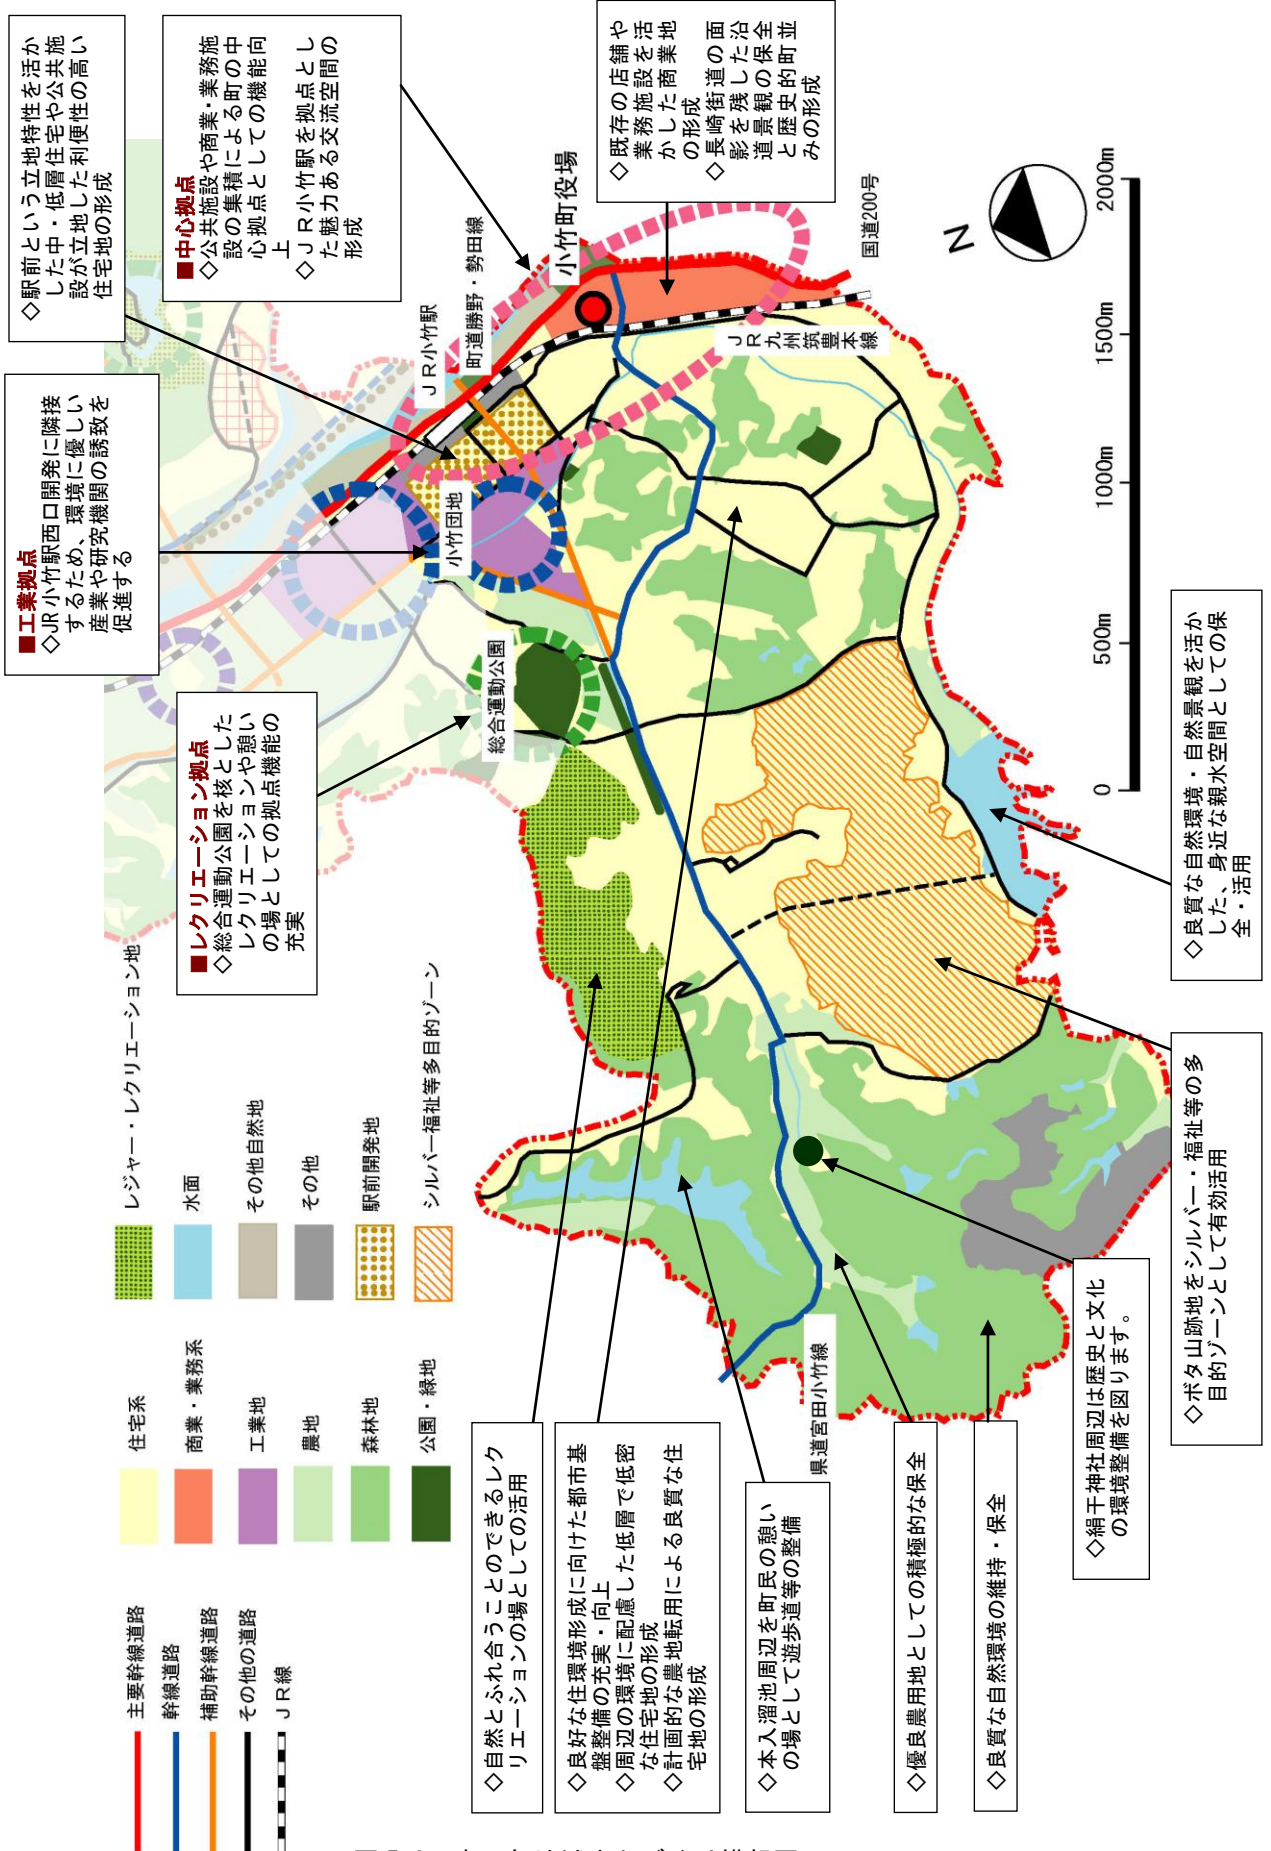 ◇駅前という立地特性を活か
した中・低層住宅や公共施
設が立地した利便性の高い
住宅地の形成
■中心拠点
◇公共施設や商業・業務施
設の集積による町の中
心拠点としての機能向
上
◇ＪＲ小竹駅を拠点とし
た魅力ある交流空間の
形成
◇既存の店舗や
業務施設を活
かした商業地
の形成
◇長崎街道の面
影を残した沿
道景観の保全
と歴史的町並
みの形成
■工業拠点
◇JR小竹駅西口開発に隣接
するため、環境に優しい
産業や研究機関の誘致を
促進する
■レクリエーション拠点
◇総合運動公園を核とした
レクリエーションや憩い
の場としての拠点機能の
充実
ＪＲ小竹駅
町道勝野・勢田線
小竹町役場
国道200号
ＪＲ九州筑豊本線
小竹団地
総合運動公園
県道宮田小竹線
N
0
500m
1000m
1500m
2000m
◇良質な自然環境・自然景観を活か
した、身近な親水空間としての保
全・活用
◇ボタ山跡地をシルバー・福祉等の多
目的ゾーンとして有効活用
◇絹干神社周辺は歴史と文化
の環境整備を図ります。
◇良質な自然環境の維持・保全
◇優良農用地としての積極的な保全
◇本入溜池周辺を町民の憩い
の場として遊歩道等の整備
◇良好な住環境形成に向けた都市基
盤整備の充実・向上
◇周辺の環境に配慮した低層で低密
な住宅地の形成
◇計画的な農地転用による良質な住
宅地の形成
◇自然とふれ合うことのできるレク
リエーションの場としての活用
主要幹線道路
幹線道路
補助幹線道路
その他の道路
ＪＲ線
住宅系
商業・業務系
工業地
農地
森林地
公園・緑地
レジャー・レクリエーション地
水面
その他自然地
その他
駅前開発地
シルバー福祉等多目的ゾーン